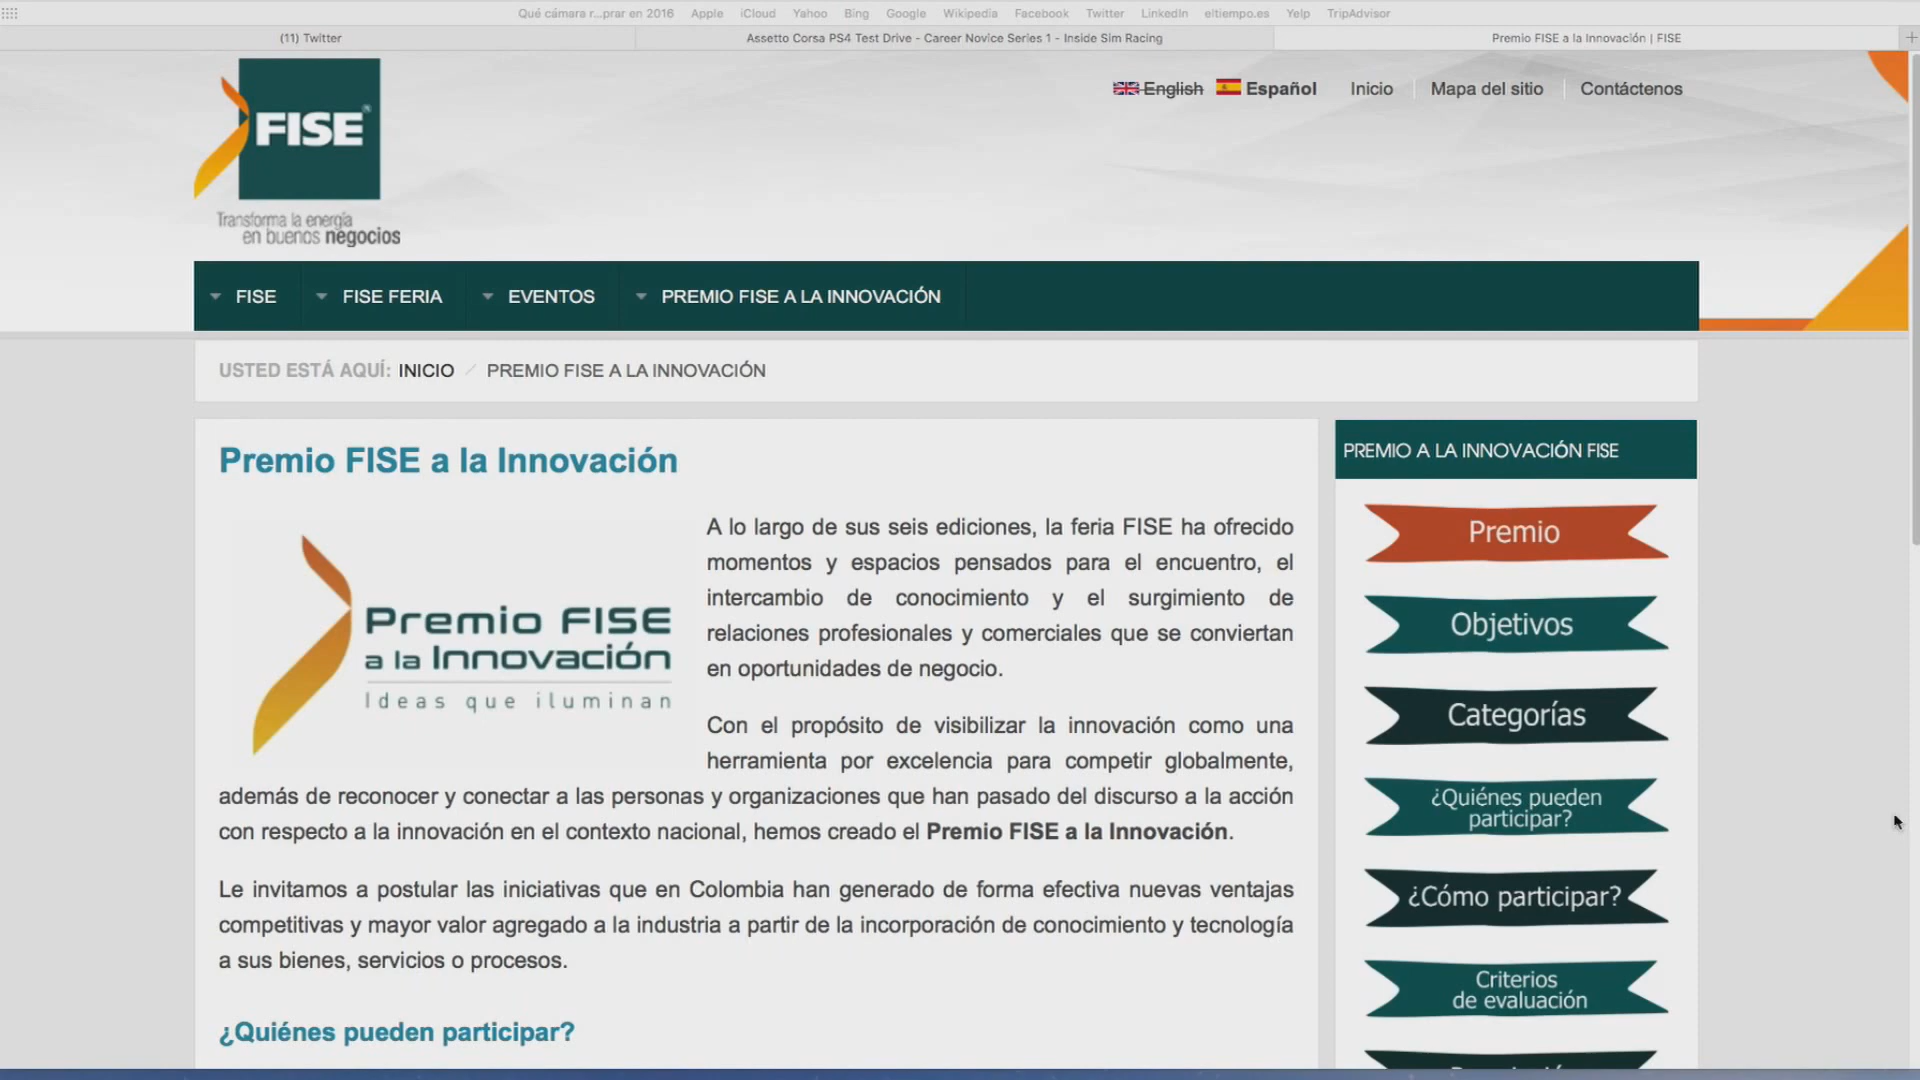 Qué cámara r...prar en 2016 Apple iCloud Yahoo Bing Google Wikipedia Facebook Twitter LinkedIn eltiempo.es Yelp TripAdvisor
(11) Twitter
Assetto Corsa PS4 Test Drive - Career Novice Series 1 - Inside Sim Racing
Premio FISE a la Innovación | FISE
FISE®
Transforma la energía
en buenos negocios
English Español Inicio Mapa del sitio Contáctenos
FISE FISE FERIA EVENTOS PREMIO FISE A LA INNOVACIÓN
USTED ESTÁ AQUÍ: INICIO / PREMIO FISE A LA INNOVACIÓN
Premio FISE a la Innovación
Premio FISE
a la Innovación
Ideas que iluminan
A lo largo de sus seis ediciones, la feria FISE ha ofrecido
momentos y espacios pensados para el encuentro, el
intercambio de conocimiento y el surgimiento de
relaciones profesionales y comerciales que se conviertan
en oportunidades de negocio.
Con el propósito de visibilizar la innovación como una
herramienta por excelencia para competir globalmente,
además de reconocer y conectar a las personas y organizaciones que han pasado del discurso a la acción
con respecto a la innovación en el contexto nacional, hemos creado el Premio FISE a la Innovación.
Le invitamos a postular las iniciativas que en Colombia han generado de forma efectiva nuevas ventajas
competitivas y mayor valor agregado a la industria a partir de la incorporación de conocimiento y tecnología
a sus bienes, servicios o procesos.
¿Quiénes pueden participar?
PREMIO A LA INNOVACIÓN FISE
Premio
Objetivos
Categorías
¿Quiénes pueden
participar?
¿Cómo participar?
Criterios
de evaluación